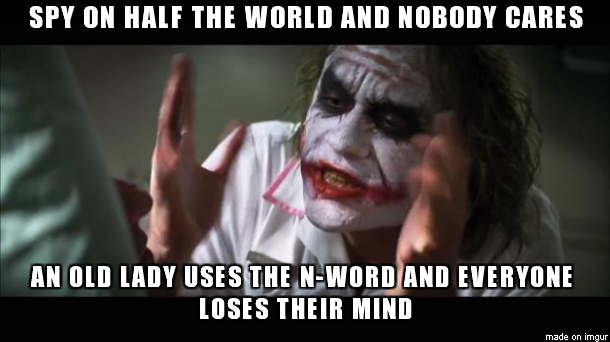 SPY ON HALF THE WORLD AND NOBODY CARES
AN OLD LADY USES THE N-WORD AND EVERYONE
LOSES THEIR MIND
made on imgur